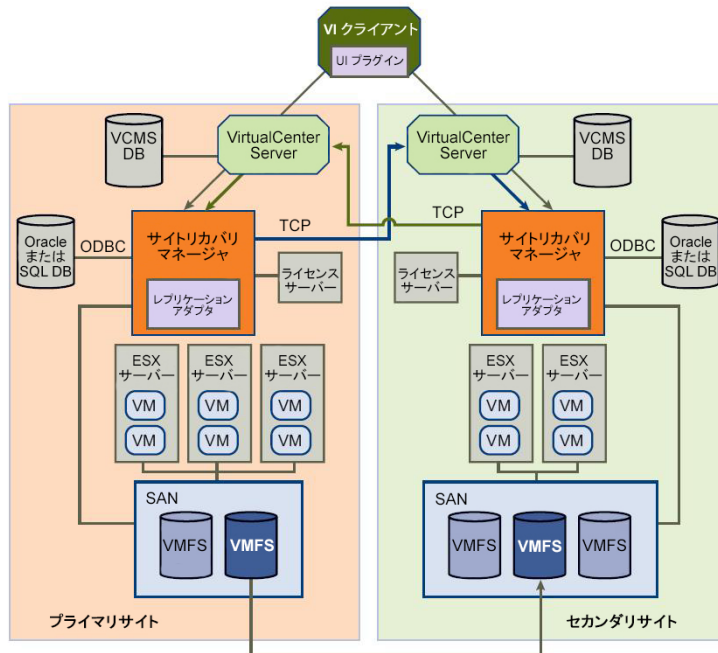 VI クライアント
UI プラグイン
VCMS
DB
VirtualCenter
Server
VirtualCenter
Server
VCMS
DB
Oracle
または
SQL DB
ODBC
サイトリカバリ
マネージャ
レプリケーション
アダプタ
TCP
ライセンス
サーバー
TCP
ライセンス
サーバー
サイトリカバリ
マネージャ
レプリケーション
アダプタ
ODBC
Oracle
または
SQL DB
ESX
サーバー
VM
VM
ESX
サーバー
VM
VM
ESX
サーバー
VM
VM
ESX
サーバー
VM
VM
ESX
サーバー
VM
VM
SAN
VMFS
VMFS
SAN
VMFS
VMFS
VMFS
プライマリサイト
セカンダリサイト